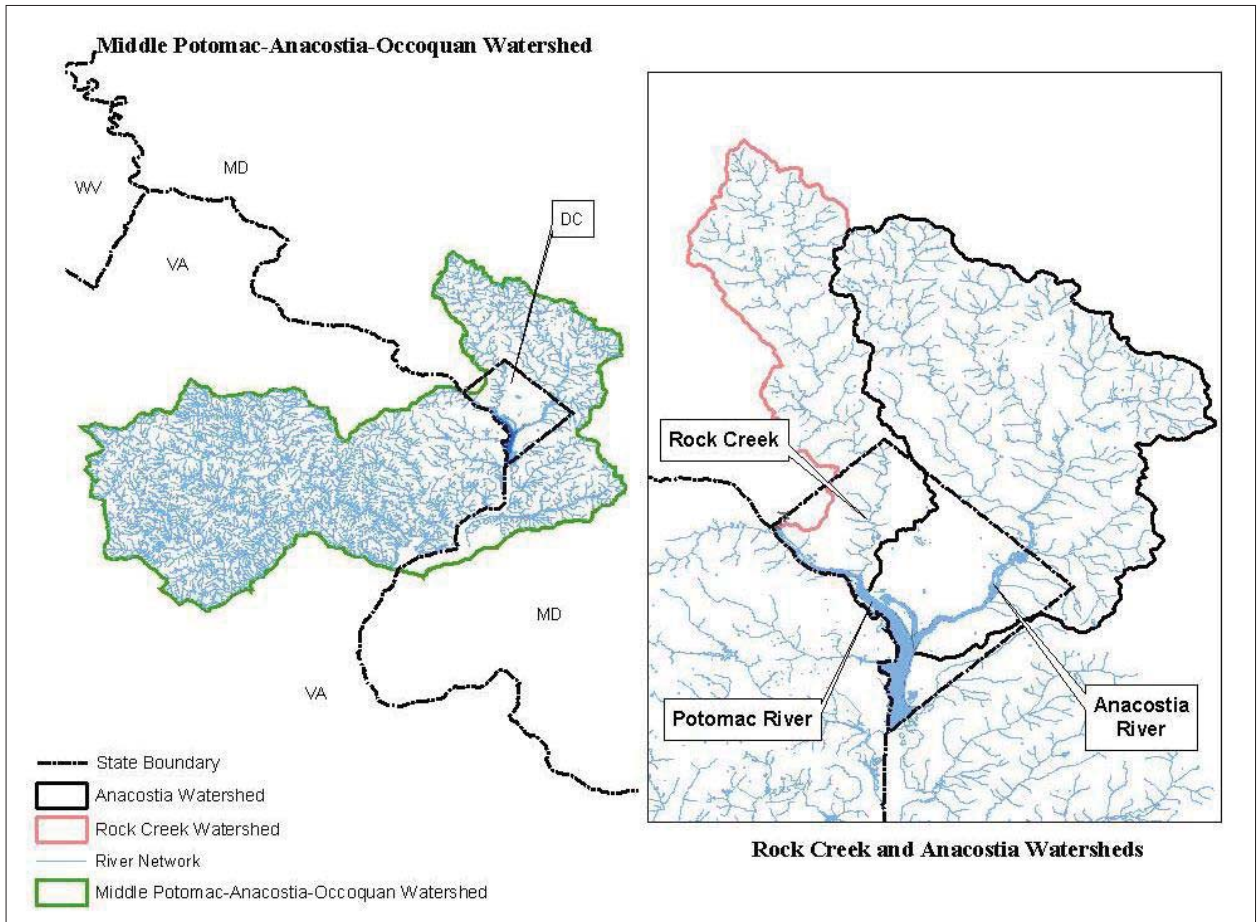 Middle Potomac-Anacostia-Occoquan Watershed
MD
WV
DC
VA
MD
VA
State Boundary
Anacostia Watershed
Rock Creek Watershed
River Network
Middle Potomac-Anacostia-Occoquan Watershed
Rock Creek
Potomac River
Anacostia
River
Rock Creek and Anacostia Watersheds